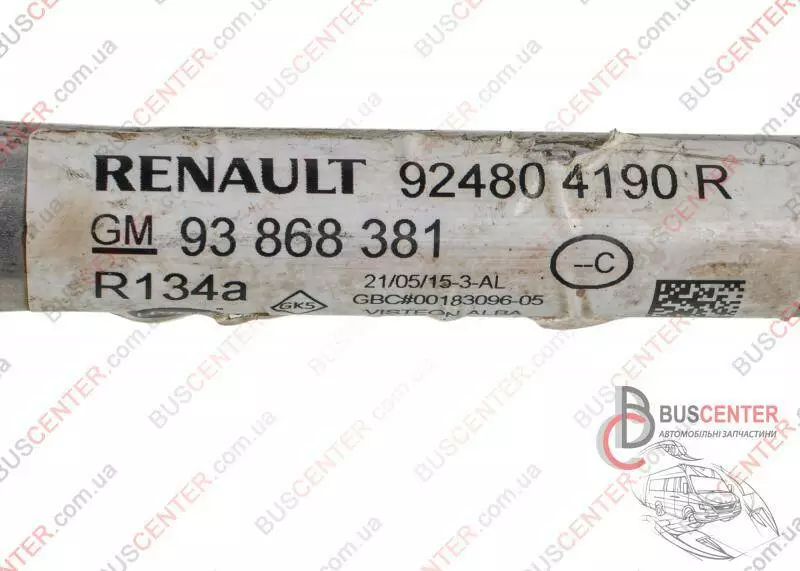 RENAULT 92480 4190 R
GM 93 868 381
--C
R134a
21/05/15-3-AL
GK5
GBC#00183096-05
VISTEON ALBA
BUSCENTER
АВТОМОБІЛЬНІ ЗАПЧАСТИНИ
BUSCENTER.com.ua